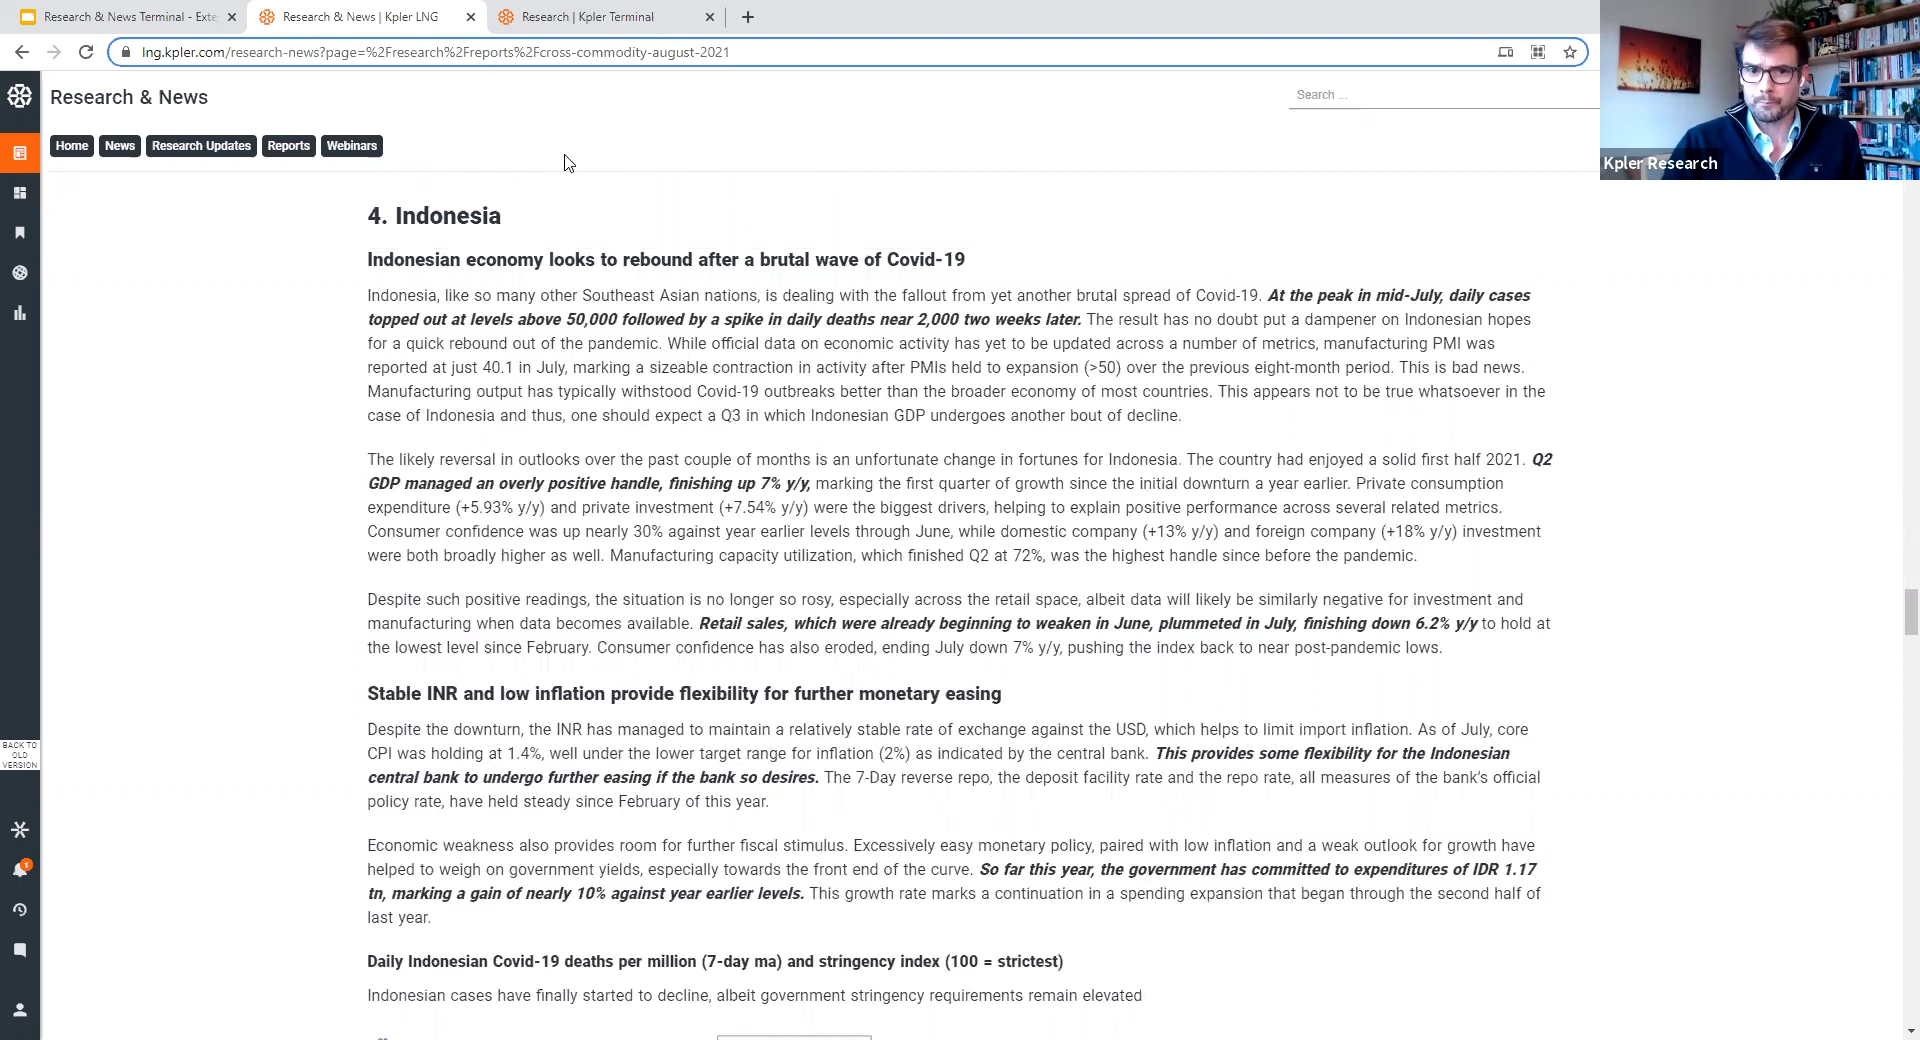 Research & News Terminal - Exte
Research & News | Kpler LNG
Research | Kpler Terminal
lng.kpler.com/research-news?page=%2Fresearch%2Freports%2Fcross-commodity-august-2021
Research & News
Search ...
Kpler Research
Home News Research Updates Reports Webinars
4. Indonesia
Indonesian economy looks to rebound after a brutal wave of Covid-19
Indonesia, like so many other Southeast Asian nations, is dealing with the fallout from yet another brutal spread of Covid-19. At the peak in mid-July, daily cases
topped out at levels above 50,000 followed by a spike in daily deaths near 2,000 two weeks later. The result has no doubt put a dampener on Indonesian hopes
for a quick rebound out of the pandemic. While official data on economic activity has yet to be updated across a number of metrics, manufacturing PMI was
reported at just 40.1 in July, marking a sizeable contraction in activity after PMIs held to expansion (>50) over the previous eight-month period. This is bad news.
Manufacturing output has typically withstood Covid-19 outbreaks better than the broader economy of most countries. This appears not to be true whatsoever in the
case of Indonesia and thus, one should expect a Q3 in which Indonesian GDP undergoes another bout of decline.
The likely reversal in outlooks over the past couple of months is an unfortunate change in fortunes for Indonesia. The country had enjoyed a solid first half 2021. Q2
GDP managed an overly positive handle, finishing up 7% y/y, marking the first quarter of growth since the initial downturn a year earlier. Private consumption
expenditure (+5.93% y/y) and private investment (+7.54% y/y) were the biggest drivers, helping to explain positive performance across several related metrics.
Consumer confidence was up nearly 30% against year earlier levels through June, while domestic company (+13% y/y) and foreign company (+18% y/y) investment
were both broadly higher as well. Manufacturing capacity utilization, which finished Q2 at 72%, was the highest handle since before the pandemic.
Despite such positive readings, the situation is no longer so rosy, especially across the retail space, albeit data will likely be similarly negative for investment and
manufacturing when data becomes available. Retail sales, which were already beginning to weaken in June, plummeted in July, finishing down 6.2% y/y to hold at
the lowest level since February. Consumer confidence has also eroded, ending July down 7% y/y, pushing the index back to near post-pandemic lows.
Stable INR and low inflation provide flexibility for further monetary easing
Despite the downturn, the INR has managed to maintain a relatively stable rate of exchange against the USD, which helps to limit import inflation. As of July, core
CPI was holding at 1.4%, well under the lower target range for inflation (2%) as indicated by the central bank. This provides some flexibility for the Indonesian
central bank to undergo further easing if the bank so desires. The 7-Day reverse repo, the deposit facility rate and the repo rate, all measures of the bank's official
policy rate, have held steady since February of this year.
BACK TO
OLD
VERSION
Economic weakness also provides room for further fiscal stimulus. Excessively easy monetary policy, paired with low inflation and a weak outlook for growth have
helped to weigh on government yields, especially towards the front end of the curve. So far this year, the government has committed to expenditures of IDR 1.17
tn, marking a gain of nearly 10% against year earlier levels. This growth rate marks a continuation in a spending expansion that began through the second half of
last year.
1
Daily Indonesian Covid-19 deaths per million (7-day ma) and stringency index (100 = strictest)
Indonesian cases have finally started to decline, albeit government stringency requirements remain elevated